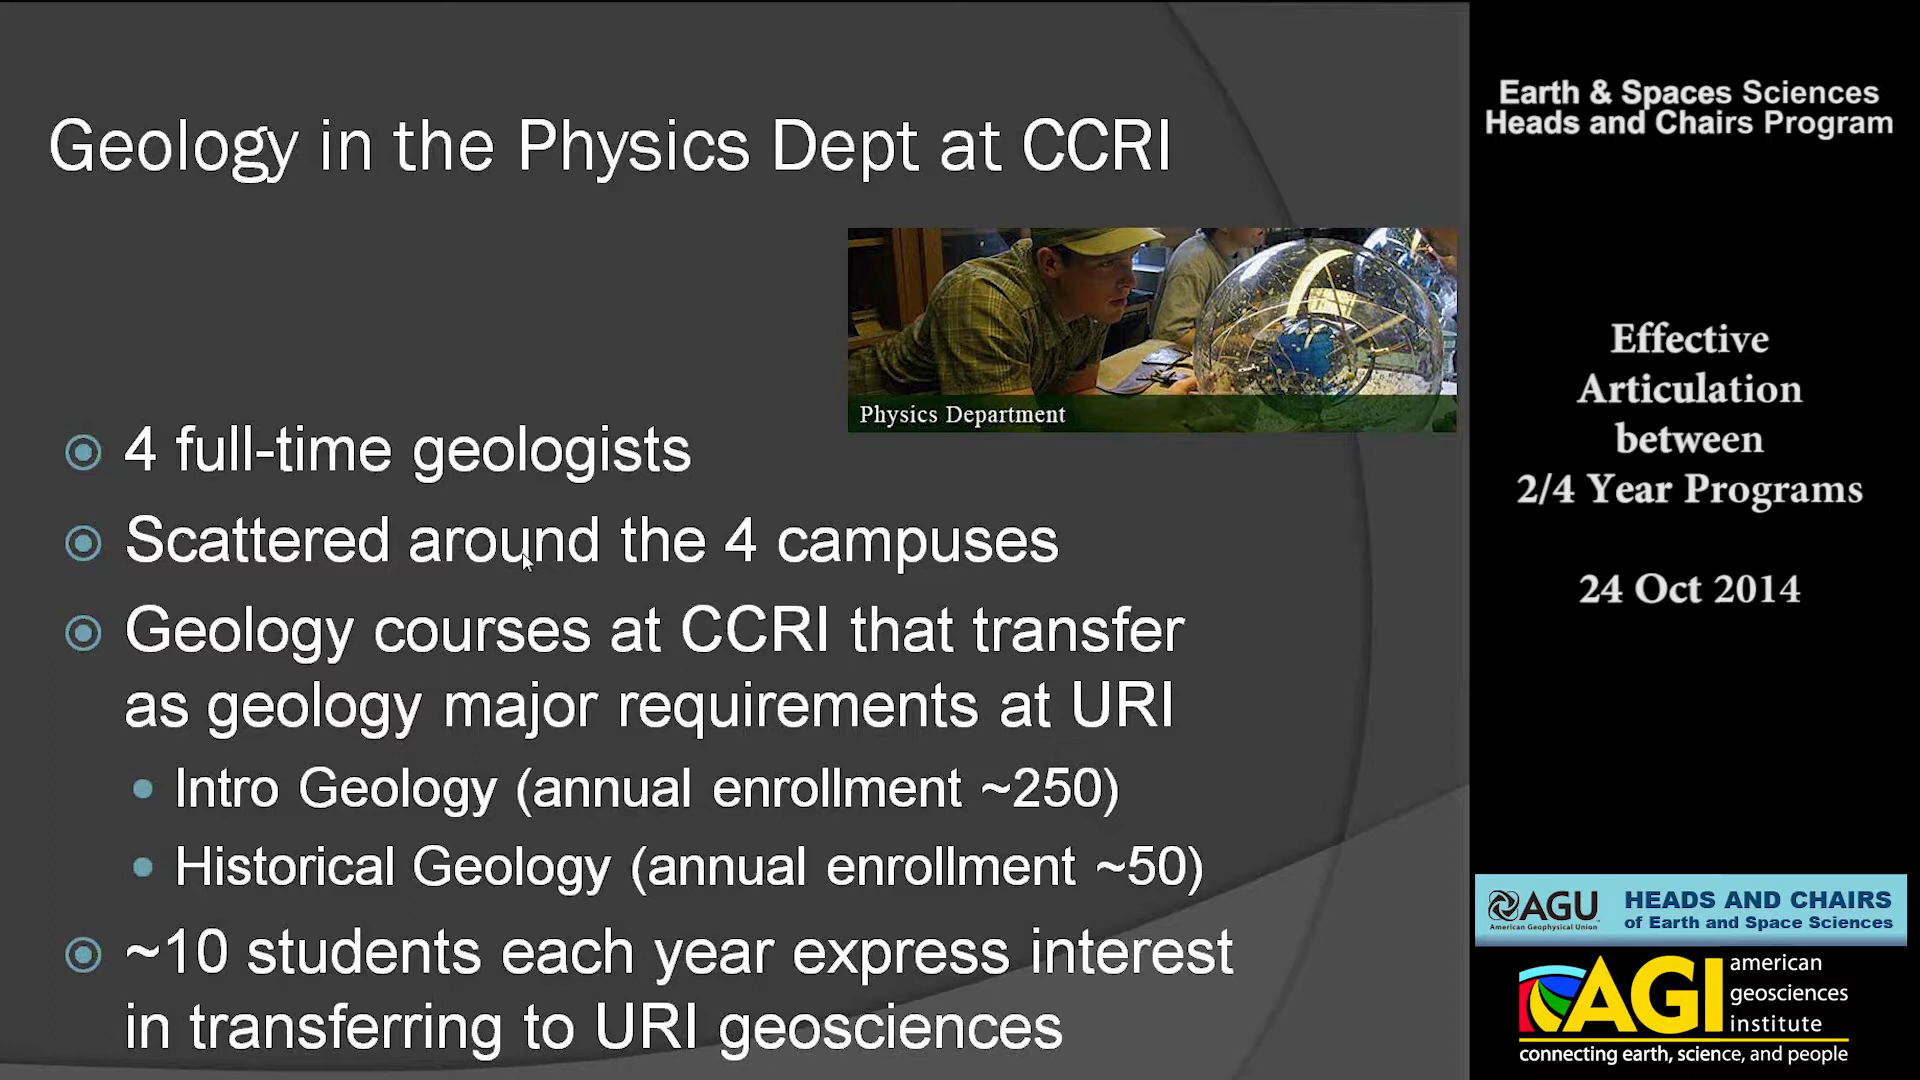 Geology in the Physics Dept at CCRI
Physics Department
4 full-time geologists
Scattered around the 4 campuses
Geology courses at CCRI that transfer
as geology major requirements at URI
Intro Geology (annual enrollment ~250)
Historical Geology (annual enrollment ~50)
~10 students each year express interest
in transferring to URI geosciences
Earth & Spaces Sciences
Heads and Chairs Program
Effective
Articulation
between
2/4 Year Programs
24 Oct 2014
AGU
American Geophysical Union
HEADS AND CHAIRS
of Earth and Space Sciences
AGI
american
geosciences
institute
connecting earth, science, and people